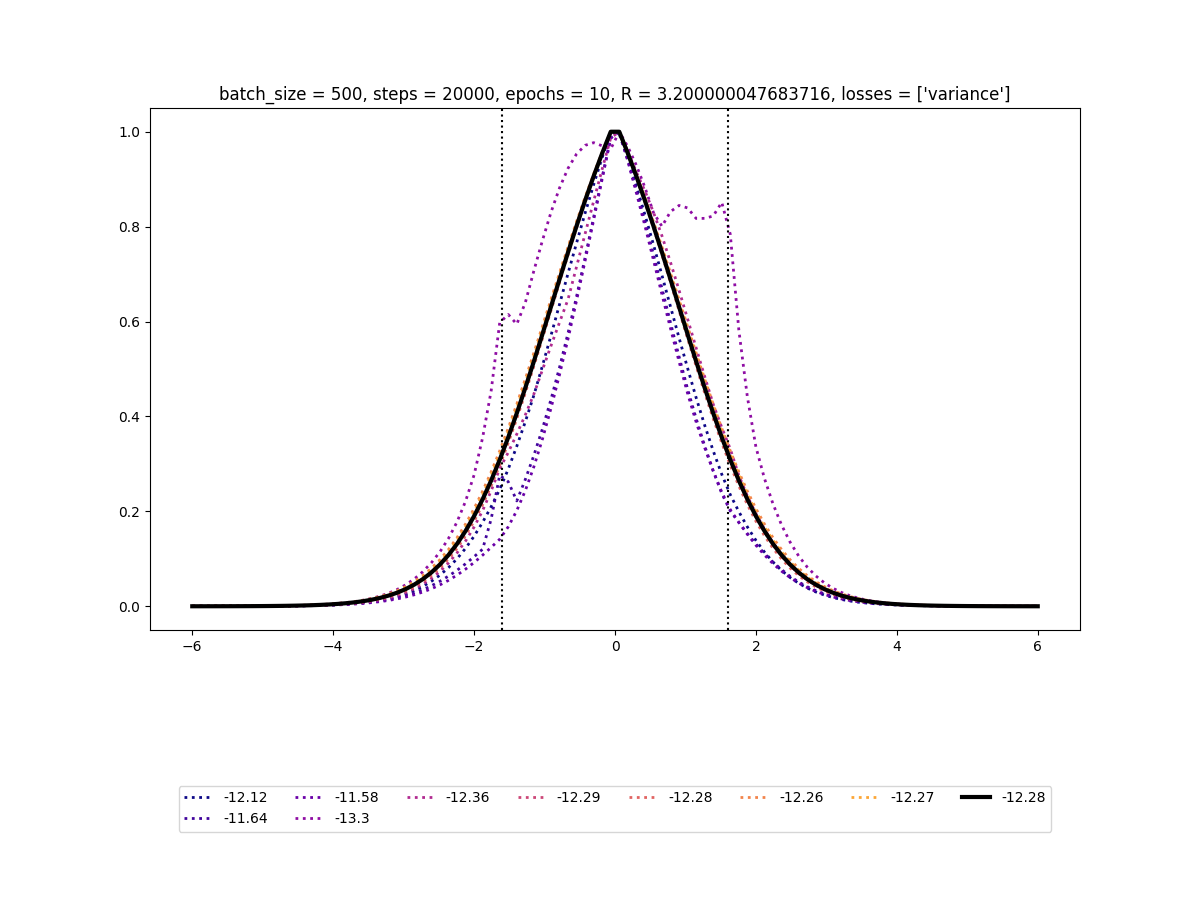 batch_size = 500, steps = 20000, epochs = 10, R = 3.200000047683716, losses = ['variance']
1.0
0.8
0.6
0.4
0.2
0.0
−6 −4 −2 0 2 4 6
-12.12 -11.58 -12.36 -12.29 -12.28 -12.26 -12.27 -12.28
-11.64 -13.3